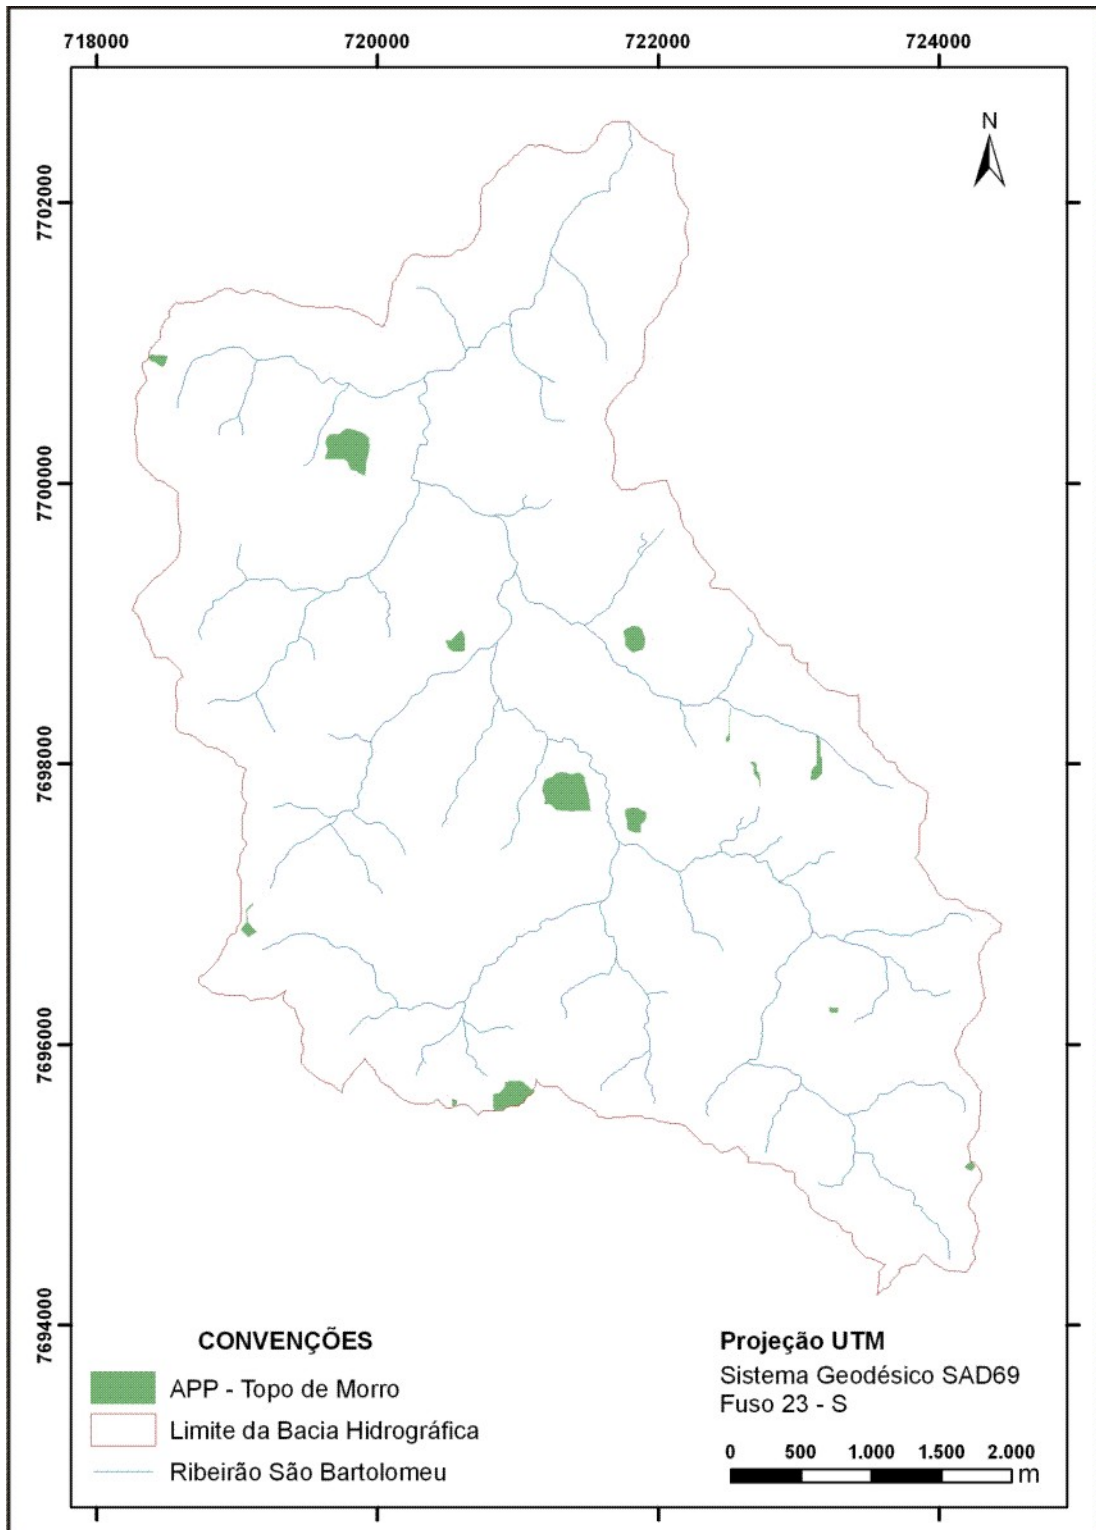 718000 720000 722000 724000
N
7702000
7700000
7698000
7696000
7694000
CONVENÇÕES
APP - Topo de Morro
Limite da Bacia Hidrográfica
Ribeirão São Bartolomeu
Projeção UTM
Sistema Geodésico SAD69
Fuso 23 - S
0 500 1.000 1.500 2.000
m